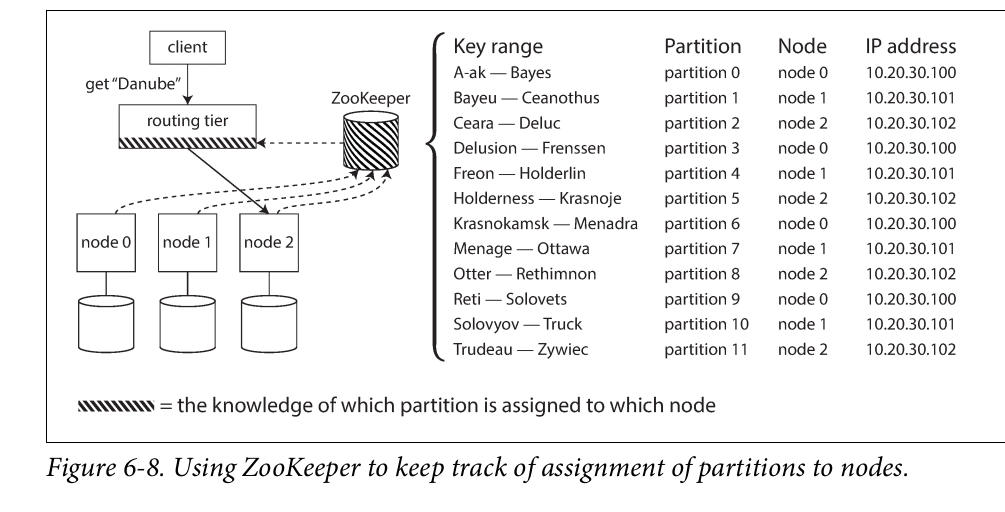 client
get “Danube”
routing tier
ZooKeeper
node 0 node 1 node 2
Key range Partition Node IP address
A-ak — Bayes partition 0 node 0 10.20.30.100
Bayeu — Ceanothus partition 1 node 1 10.20.30.101
Ceara — Deluc partition 2 node 2 10.20.30.102
Delusion — Frenssen partition 3 node 0 10.20.30.100
Freon — Holderlin partition 4 node 1 10.20.30.101
Holderness — Krasnoje partition 5 node 2 10.20.30.102
Krasnokamsk — Menadra partition 6 node 0 10.20.30.100
Menage — Ottawa partition 7 node 1 10.20.30.101
Otter — Rethimnon partition 8 node 2 10.20.30.102
Reti — Solovets partition 9 node 0 10.20.30.100
Solovyov — Truck partition 10 node 1 10.20.30.101
Trudeau — Zywiec partition 11 node 2 10.20.30.102
= the knowledge of which partition is assigned to which node
Figure 6-8. Using ZooKeeper to keep track of assignment of partitions to nodes.